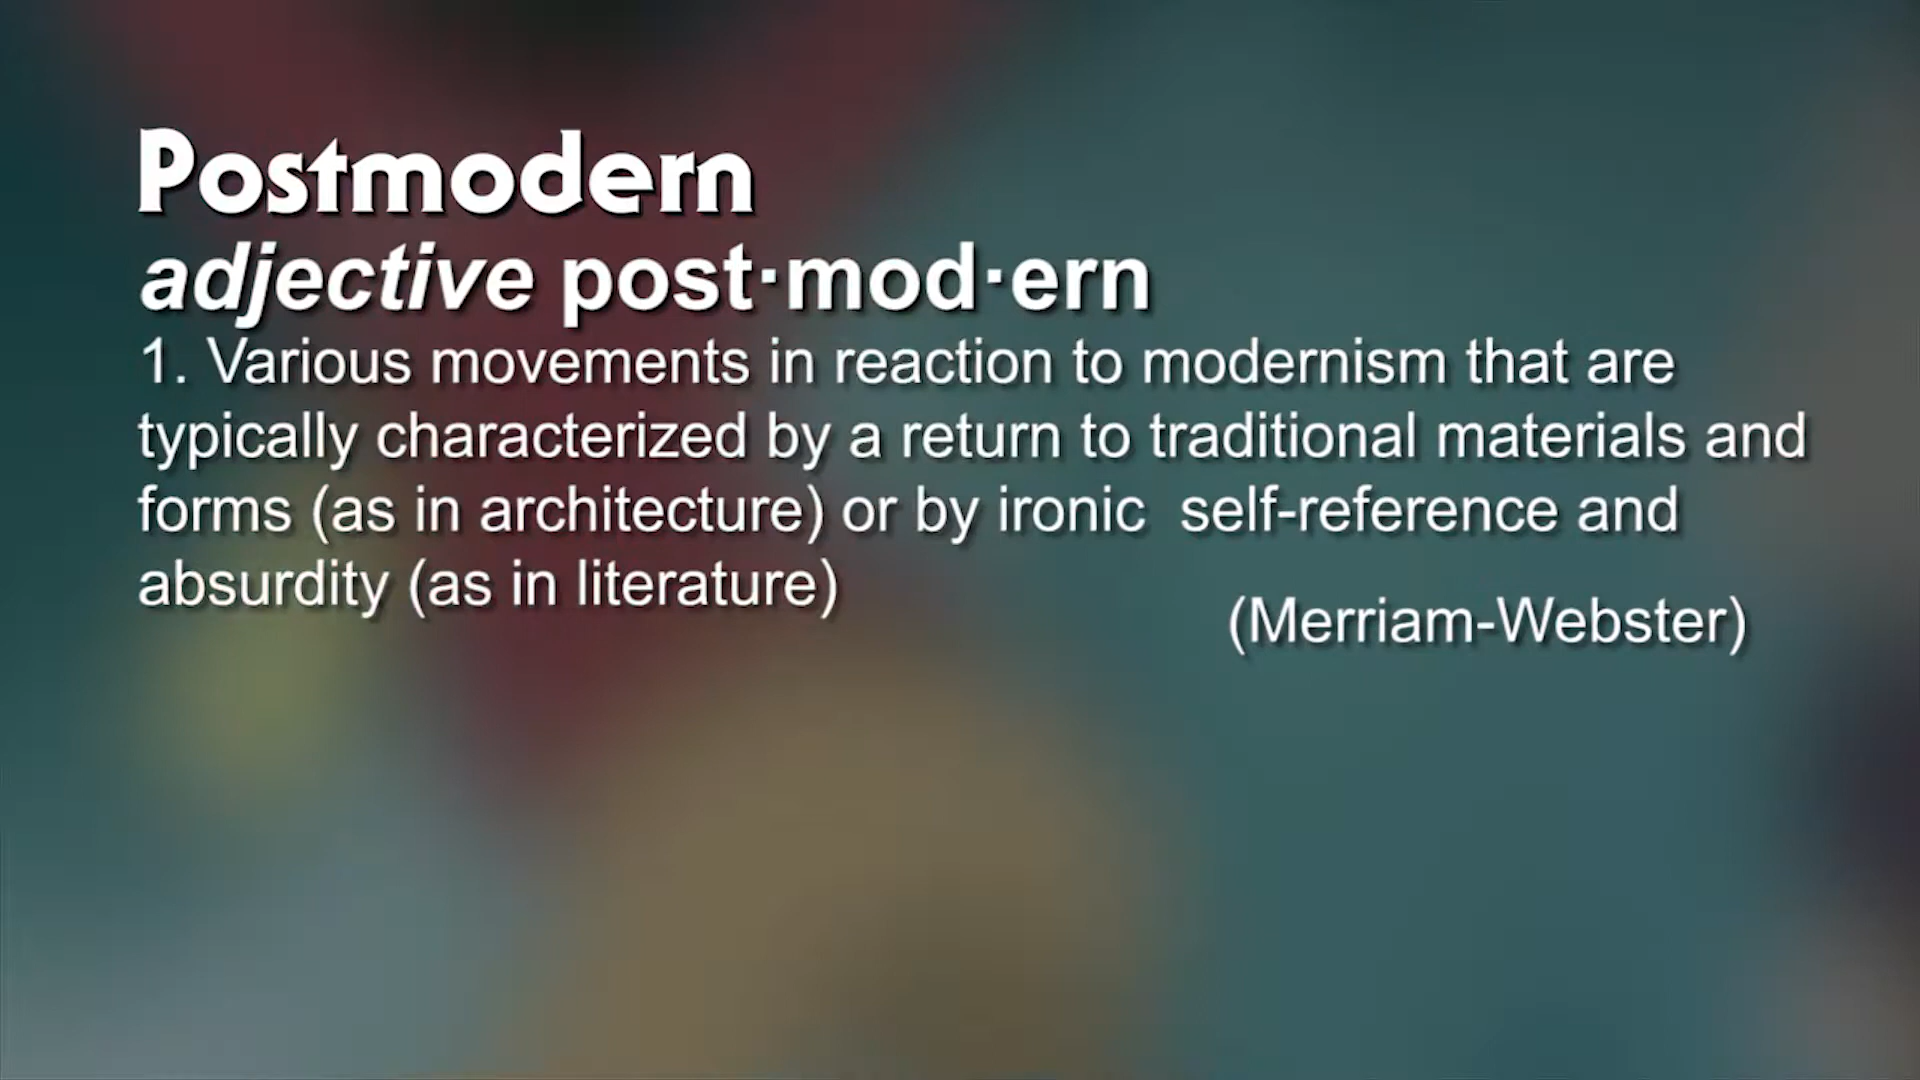 Postmodern
adjective post·mod·ern
1. Various movements in reaction to modernism that are
typically characterized by a return to traditional materials and
forms (as in architecture) or by ironic  self-reference and
absurdity (as in literature)
(Merriam-Webster)